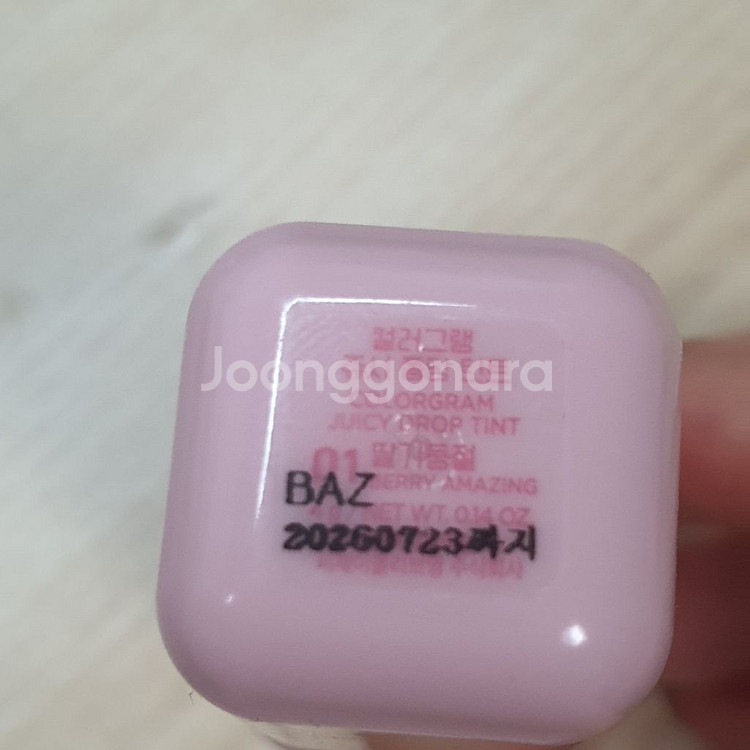 컬러그램
Joonggonara
COLORGRAM
JUICY DROP TINT
01 딸기동절
BERRY AMAZING
BAZ
NET WT. 0.14 OZ
20260723까지